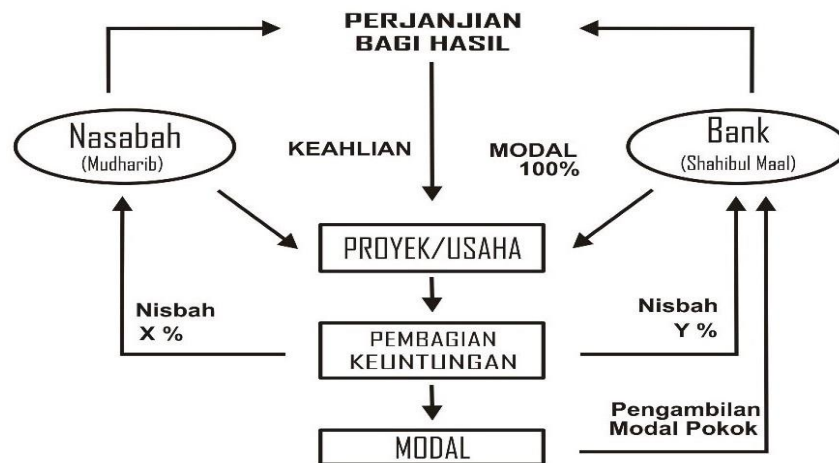 PERJANJIAN
BAGI HASIL
Nasabah
(Mudharib)
Bank
(Shahibul Maal)
KEAHLIAN
MODAL
100%
PROYEK/USAHA
Nisbah
X %
Nisbah
Y %
PEMBAGIAN
KEUNTUNGAN
Pengambilan
Modal Pokok
MODAL